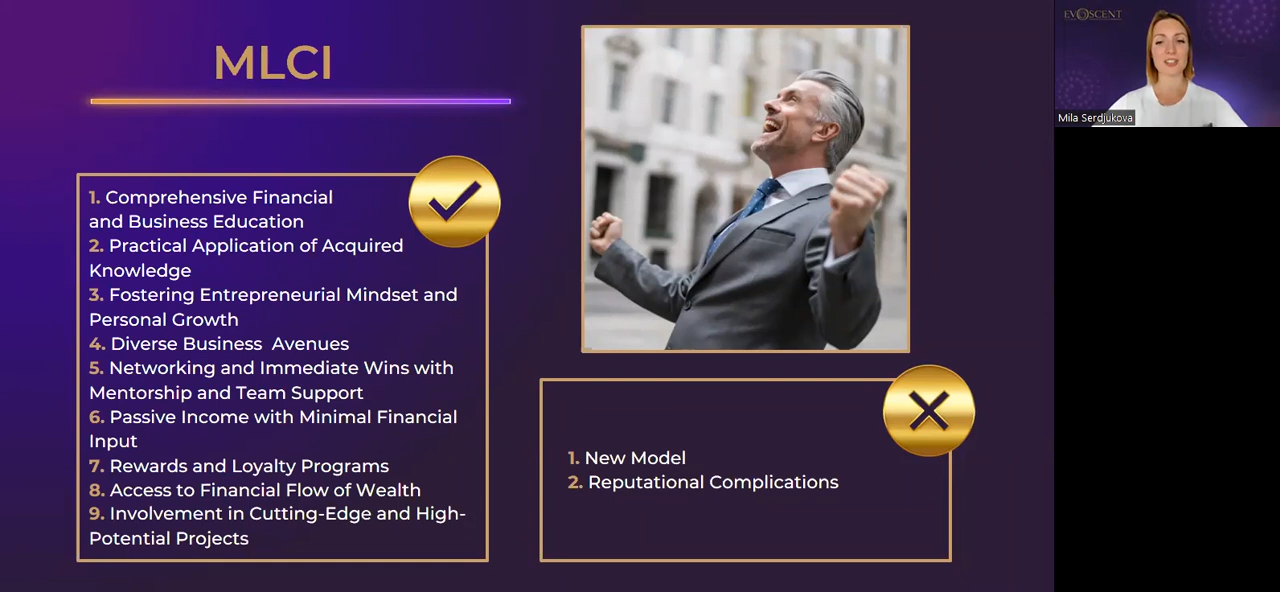 MLCI
1. Comprehensive Financial
and Business Education
2. Practical Application of Acquired
Knowledge
3. Fostering Entrepreneurial Mindset and
Personal Growth
4. Diverse Business  Avenues
5. Networking and Immediate Wins with
Mentorship and Team Support
6. Passive Income with Minimal Financial
Input
7. Rewards and Loyalty Programs
8. Access to Financial Flow of Wealth
9. Involvement in Cutting-Edge and High-
Potential Projects
1. New Model
2. Reputational Complications
EVOSCENT
Mila Serdjukova